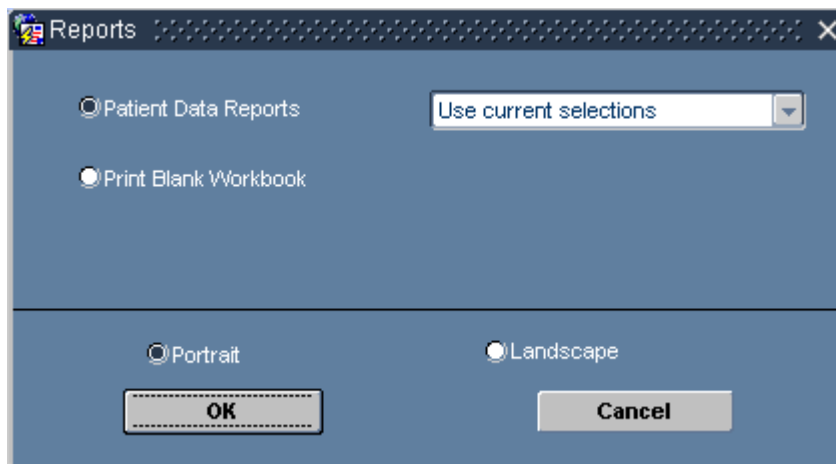 Reports
Patient Data Reports Use current selections
Print Blank Workbook
Portrait Landscape
OK Cancel